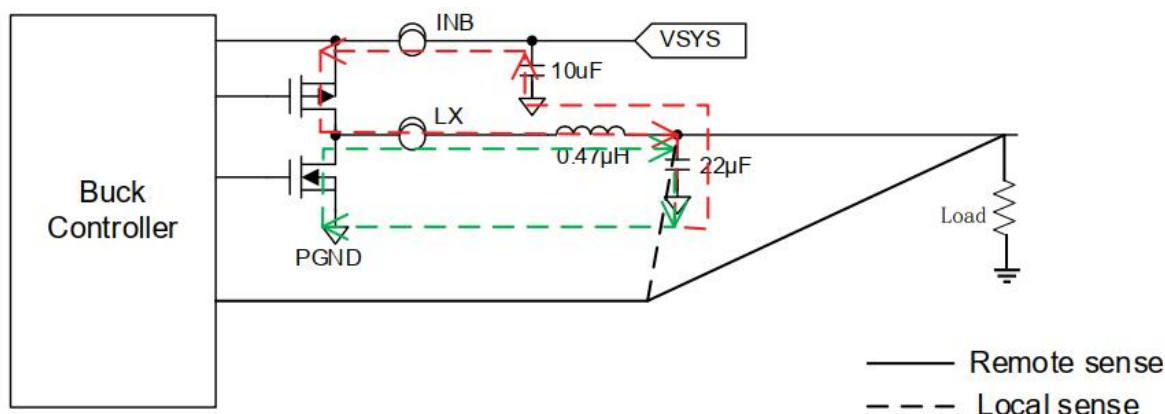 INB
VSYS
10uF
LX
0.47μH
22μF
Buck
Controller
Load
PGND
Remote sense
Local sense